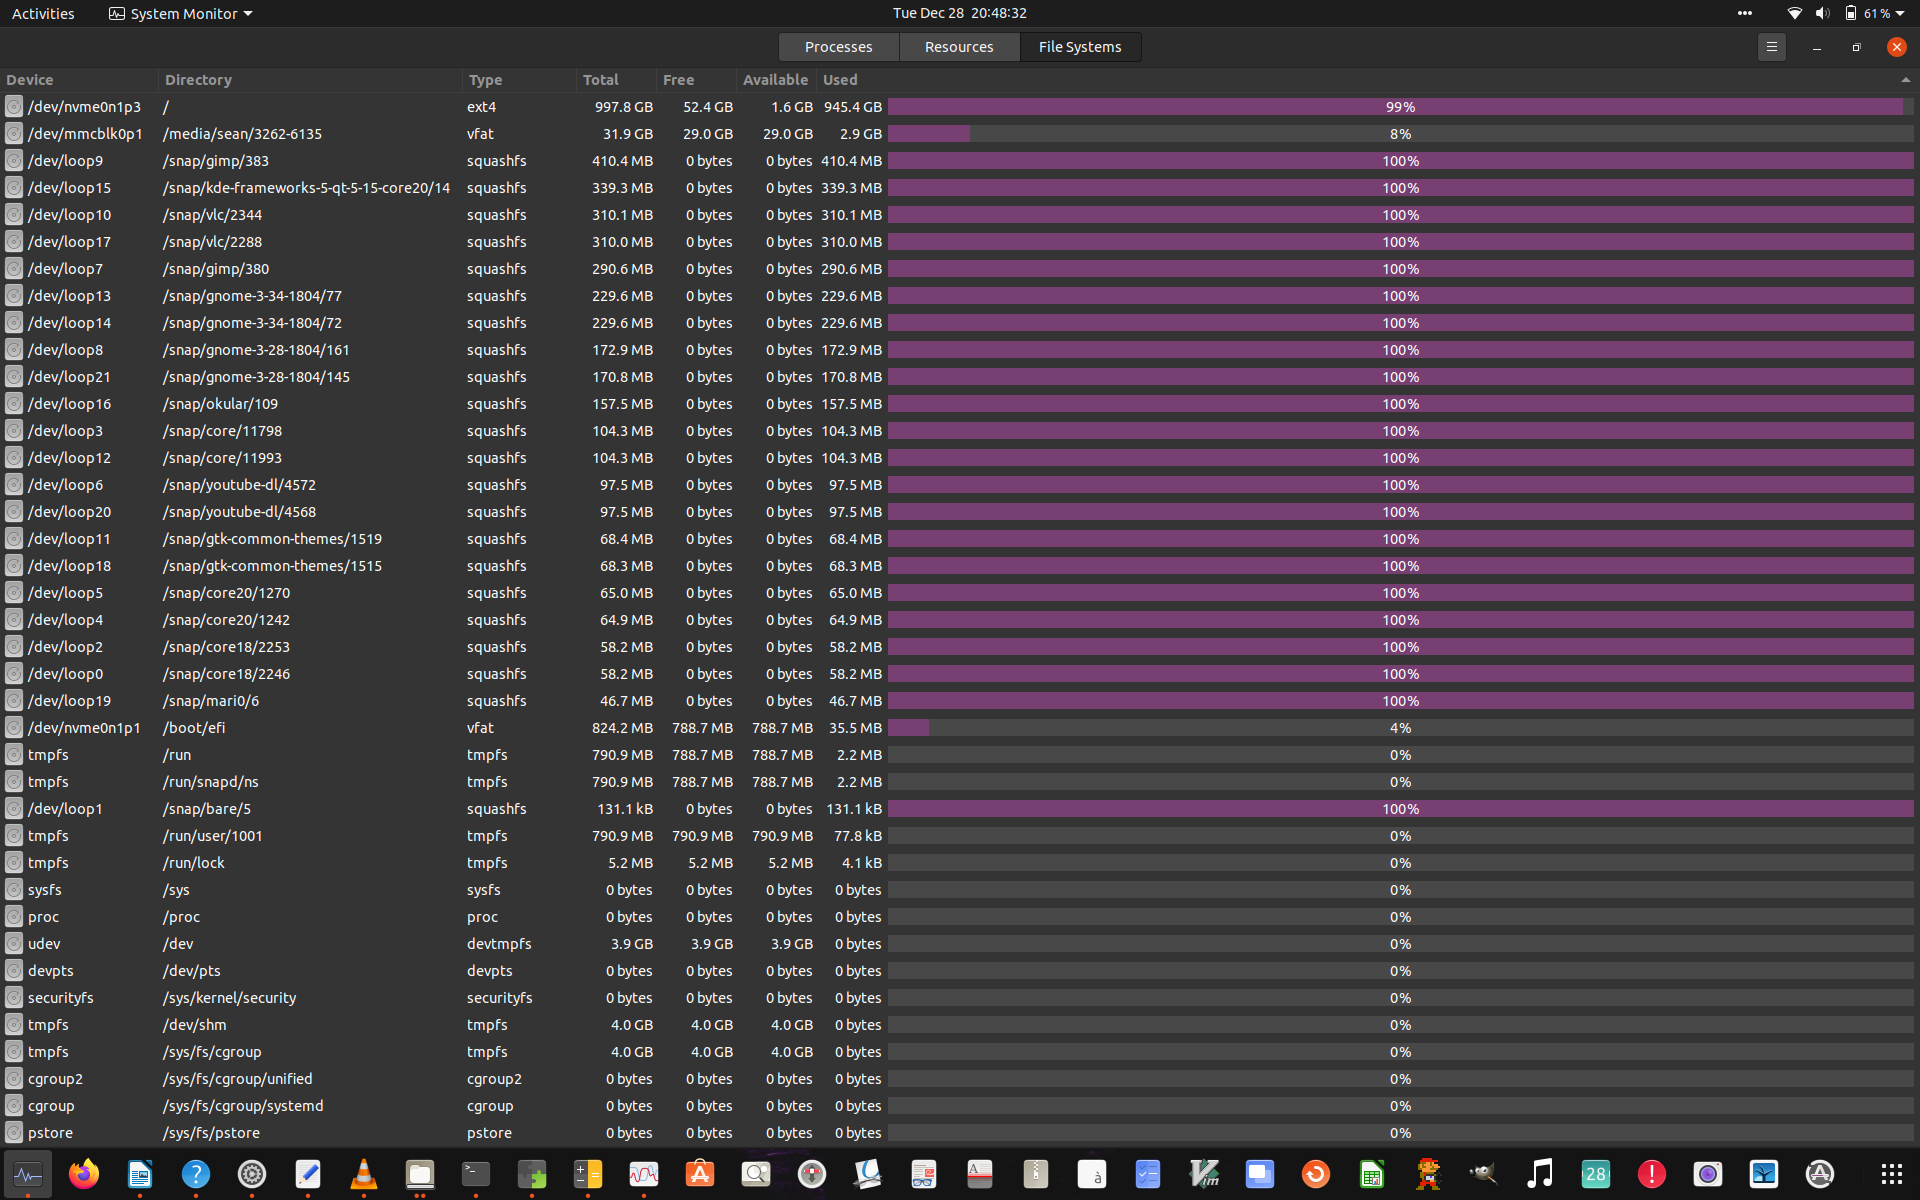 Activities System Monitor Tue Dec 28 20:48:32 61 %
Processes Resources File Systems
Device Directory Type Total Free Available Used
/dev/nvme0n1p3 / ext4 997.8 GB 52.4 GB 1.6 GB 945.4 GB 99%
/dev/mmcblk0p1 /media/sean/3262-6135 vfat 31.9 GB 29.0 GB 29.0 GB 2.9 GB 8%
/dev/loop9 /snap/gimp/383 squashfs 410.4 MB 0 bytes 0 bytes 410.4 MB 100%
/dev/loop15 /snap/kde-frameworks-5-qt-5-15-core20/14 squashfs 339.3 MB 0 bytes 0 bytes 339.3 MB 100%
/dev/loop10 /snap/vlc/2344 squashfs 310.1 MB 0 bytes 0 bytes 310.1 MB 100%
/dev/loop17 /snap/vlc/2288 squashfs 310.0 MB 0 bytes 0 bytes 310.0 MB 100%
/dev/loop7 /snap/gimp/380 squashfs 290.6 MB 0 bytes 0 bytes 290.6 MB 100%
/dev/loop13 /snap/gnome-3-34-1804/77 squashfs 229.6 MB 0 bytes 0 bytes 229.6 MB 100%
/dev/loop14 /snap/gnome-3-34-1804/72 squashfs 229.6 MB 0 bytes 0 bytes 229.6 MB 100%
/dev/loop8 /snap/gnome-3-28-1804/161 squashfs 172.9 MB 0 bytes 0 bytes 172.9 MB 100%
/dev/loop21 /snap/gnome-3-28-1804/145 squashfs 170.8 MB 0 bytes 0 bytes 170.8 MB 100%
/dev/loop16 /snap/okular/109 squashfs 157.5 MB 0 bytes 0 bytes 157.5 MB 100%
/dev/loop3 /snap/core/11798 squashfs 104.3 MB 0 bytes 0 bytes 104.3 MB 100%
/dev/loop12 /snap/core/11993 squashfs 104.3 MB 0 bytes 0 bytes 104.3 MB 100%
/dev/loop6 /snap/youtube-dl/4572 squashfs 97.5 MB 0 bytes 0 bytes 97.5 MB 100%
/dev/loop20 /snap/youtube-dl/4568 squashfs 97.5 MB 0 bytes 0 bytes 97.5 MB 100%
/dev/loop11 /snap/gtk-common-themes/1519 squashfs 68.4 MB 0 bytes 0 bytes 68.4 MB 100%
/dev/loop18 /snap/gtk-common-themes/1515 squashfs 68.3 MB 0 bytes 0 bytes 68.3 MB 100%
/dev/loop5 /snap/core20/1270 squashfs 65.0 MB 0 bytes 0 bytes 65.0 MB 100%
/dev/loop4 /snap/core20/1242 squashfs 64.9 MB 0 bytes 0 bytes 64.9 MB 100%
/dev/loop2 /snap/core18/2253 squashfs 58.2 MB 0 bytes 0 bytes 58.2 MB 100%
/dev/loop0 /snap/core18/2246 squashfs 58.2 MB 0 bytes 0 bytes 58.2 MB 100%
/dev/loop19 /snap/mari0/6 squashfs 46.7 MB 0 bytes 0 bytes 46.7 MB 100%
/dev/nvme0n1p1 /boot/efi vfat 824.2 MB 788.7 MB 788.7 MB 35.5 MB 4%
tmpfs /run tmpfs 790.9 MB 788.7 MB 788.7 MB 2.2 MB 0%
tmpfs /run/snapd/ns tmpfs 790.9 MB 788.7 MB 788.7 MB 2.2 MB 0%
/dev/loop1 /snap/bare/5 squashfs 131.1 kB 0 bytes 0 bytes 131.1 kB 100%
tmpfs /run/user/1001 tmpfs 790.9 MB 790.9 MB 790.9 MB 77.8 kB 0%
tmpfs /run/lock tmpfs 5.2 MB 5.2 MB 5.2 MB 4.1 kB 0%
sysfs /sys sysfs 0 bytes 0 bytes 0 bytes 0 bytes 0%
proc /proc proc 0 bytes 0 bytes 0 bytes 0 bytes 0%
udev /dev devtmpfs 3.9 GB 3.9 GB 3.9 GB 0 bytes 0%
devpts /dev/pts devpts 0 bytes 0 bytes 0 bytes 0 bytes 0%
securityfs /sys/kernel/security securityfs 0 bytes 0 bytes 0 bytes 0 bytes 0%
tmpfs /dev/shm tmpfs 4.0 GB 4.0 GB 4.0 GB 0 bytes 0%
tmpfs /sys/fs/cgroup tmpfs 4.0 GB 4.0 GB 4.0 GB 0 bytes 0%
cgroup2 /sys/fs/cgroup/unified cgroup2 0 bytes 0 bytes 0 bytes 0 bytes 0%
cgroup /sys/fs/cgroup/systemd cgroup 0 bytes 0 bytes 0 bytes 0 bytes 0%
pstore /sys/fs/pstore pstore 0 bytes 0 bytes 0 bytes 0 bytes 0%
? A à Vim 28 !